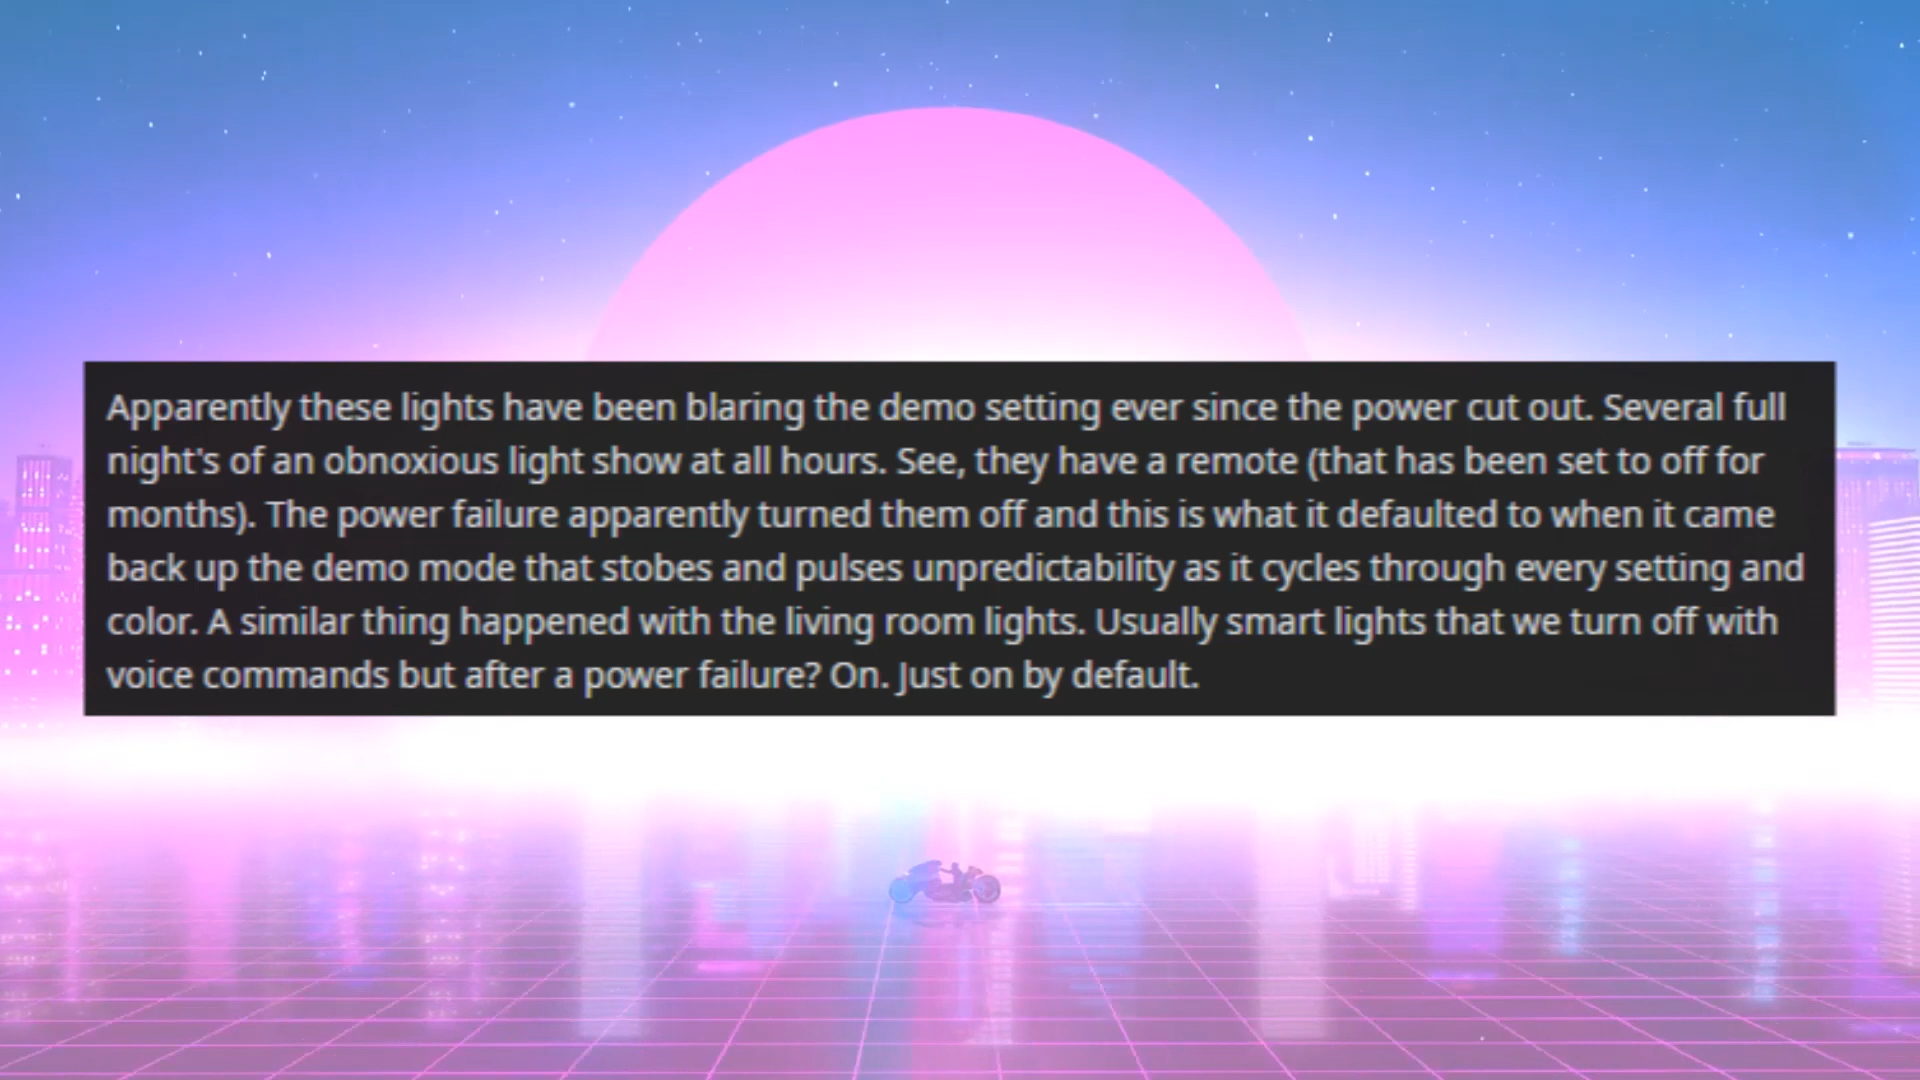 Apparently these lights have been blaring the demo setting ever since the power cut out. Several full
night's of an obnoxious light show at all hours. See, they have a remote (that has been set to off for
months). The power failure apparently turned them off and this is what it defaulted to when it came
back up the demo mode that stobes and pulses unpredictability as it cycles through every setting and
color. A similar thing happened with the living room lights. Usually smart lights that we turn off with
voice commands but after a power failure? On. Just on by default.